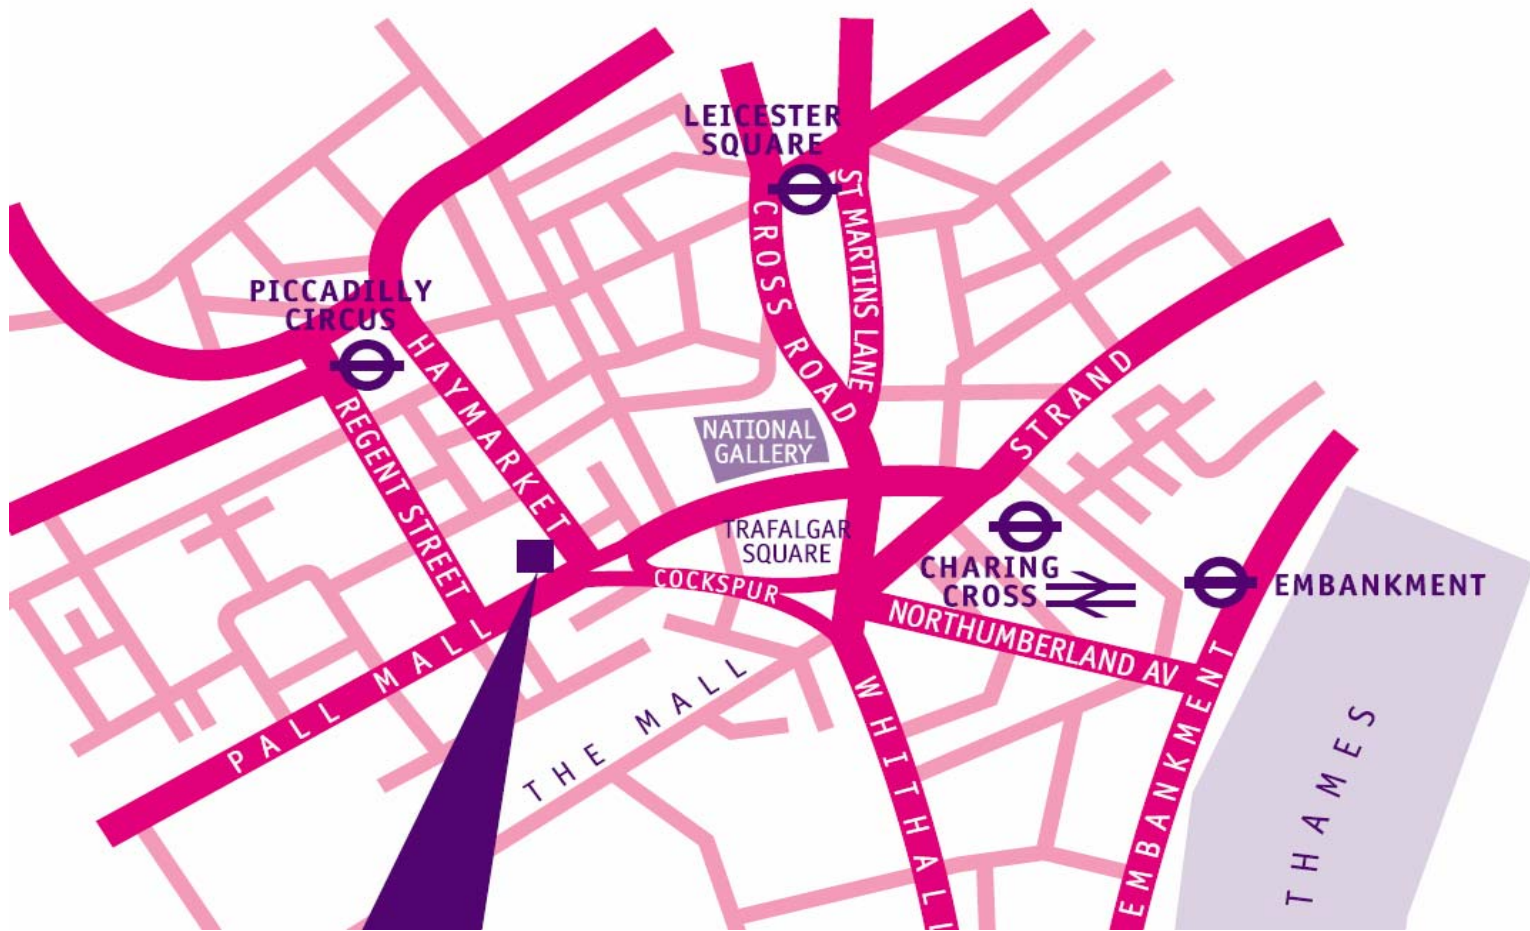 LEICESTER
SQUARE
ST MARTINS LANE
CROSS ROAD
PICCADILLY
CIRCUS
HAYMARKET
REGENT STREET
STRAND
NATIONAL
GALLERY
TRAFALGAR
SQUARE
COCKSPUR
CHARING
CROSS
EMBANKMENT
NORTHUMBERLAND AV
PALL MALL
THE MALL
WHITHALL
EMBANKMENT
THAMES